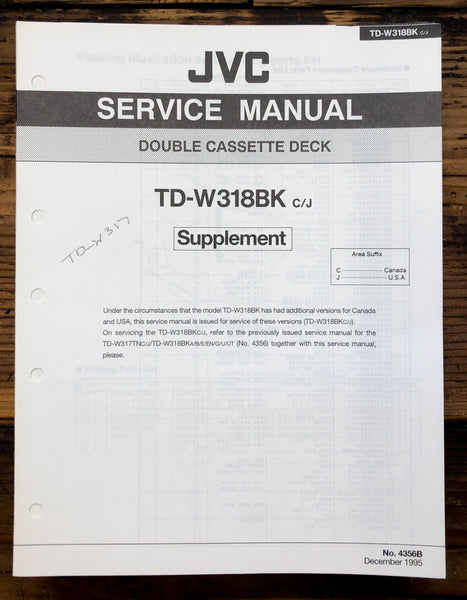 TD-W318BK C/J
JVC
SERVICE MANUAL
DOUBLE CASSETTE DECK
TD-W318BK C/J
Supplement
TD-W317
Area Suffix
C ........................ Canada
J ........................ U.S.A.
Under the circumstances that the model TD-W318BK has had additional versions for Canada
and USA, this service manual is issued for service of these versions (TD-W318BKC/J).
On servicing the TD-W318BKC/J, refer to the previously issued service manual for the
TD-W317TNC/J/TD-W318BKA/B/E/EN/G/U/UT (No. 4356) together with this service manual,
please.
No. 4356B
December 1995